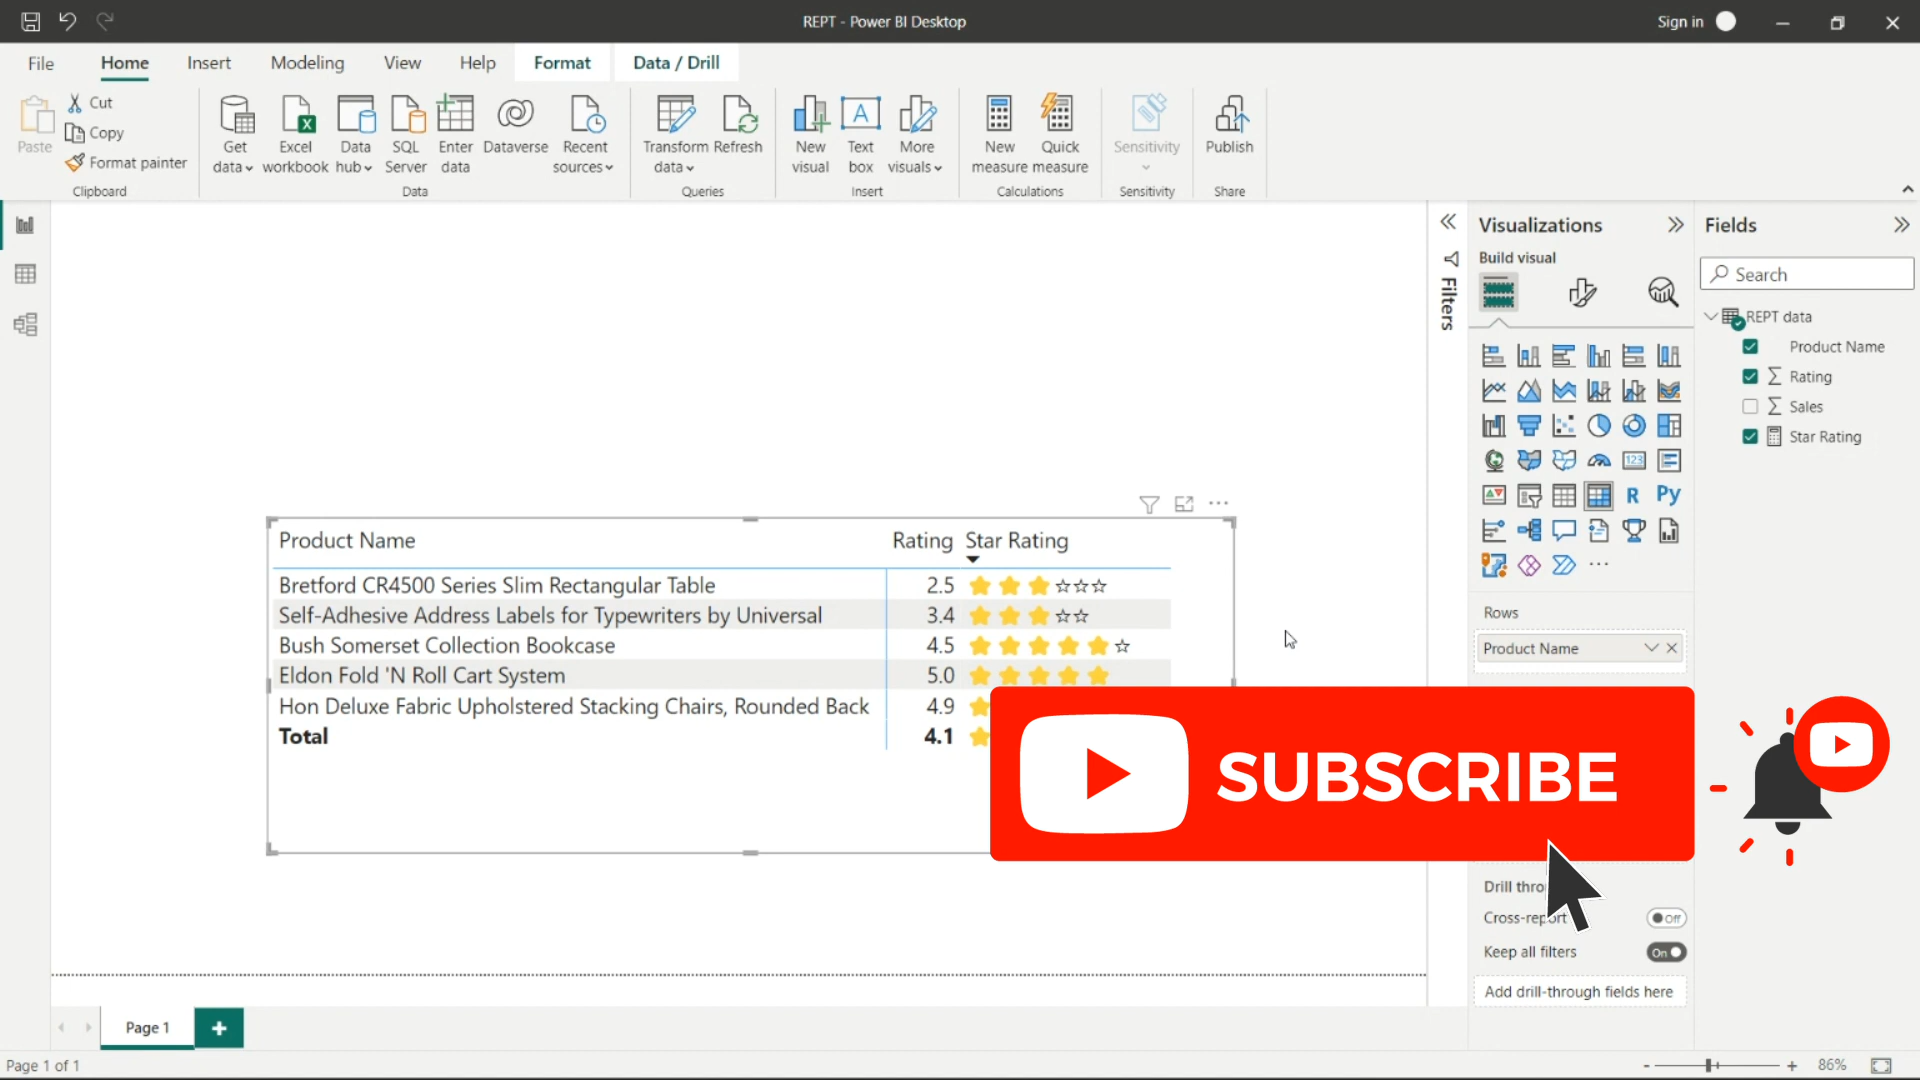 REPT - Power BI Desktop
Sign in
File Home Insert Modeling View Help Format Data / Drill
Paste
Cut
Copy
Format painter
Clipboard
Get data
Excel workbook
Data hub
SQL Server
Enter data
Dataverse
Recent sources
Data
Transform data
Refresh
Queries
New visual
Text box
More visuals
Insert
New measure
Quick measure
Calculations
Sensitivity
Sensitivity
Publish
Share
Filters
Visualizations
Build visual
123
R
Py
Rows
Product Name
Drill thro
Cross-report
Off
Keep all filters
On
Add drill-through fields here
Fields
Search
REPT data
Product Name
Rating
Sales
Star Rating
Product Name Rating Star Rating
Bretford CR4500 Series Slim Rectangular Table 2.5
Self-Adhesive Address Labels for Typewriters by Universal 3.4
Bush Somerset Collection Bookcase 4.5
Eldon Fold 'N Roll Cart System 5.0
Hon Deluxe Fabric Upholstered Stacking Chairs, Rounded Back 4.9
Total 4.1
SUBSCRIBE
Page 1
Page 1 of 1
86%